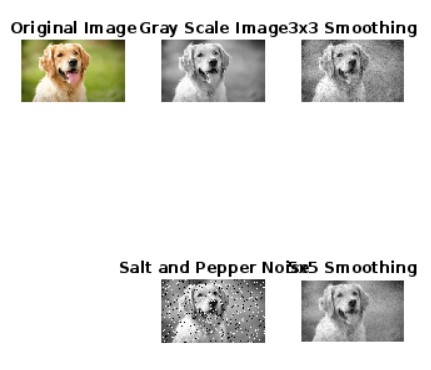 Original Image
Gray Scale Image
3x3 Smoothing
Salt and Pepper Noise
5x5 Smoothing